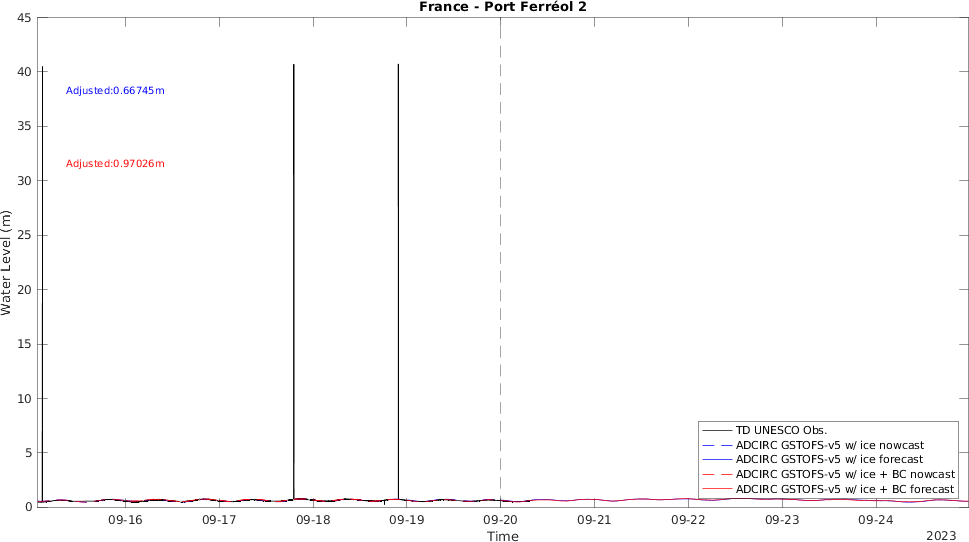 France - Port Ferréol 2
45
40
35
30
25
20
15
10
5
0
Water Level (m)
Adjusted:0.66745m
Adjusted:0.97026m
TD UNESCO Obs.
ADCIRC GSTOFS-v5 w/ ice nowcast
ADCIRC GSTOFS-v5 w/ ice forecast
ADCIRC GSTOFS-v5 w/ ice + BC nowcast
ADCIRC GSTOFS-v5 w/ ice + BC forecast
09-16 09-17 09-18 09-19 09-20 09-21 09-22 09-23 09-24
Time
2023